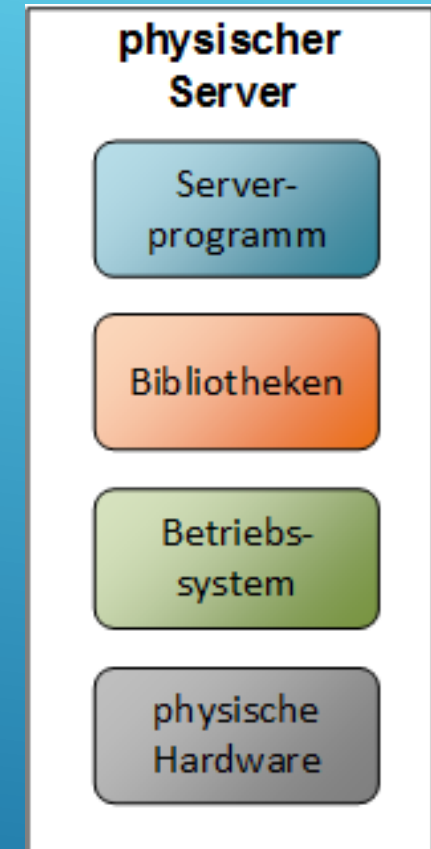 physischer
Server
Server-
programm
Bibliotheken
Betriebs-
system
physische
Hardware